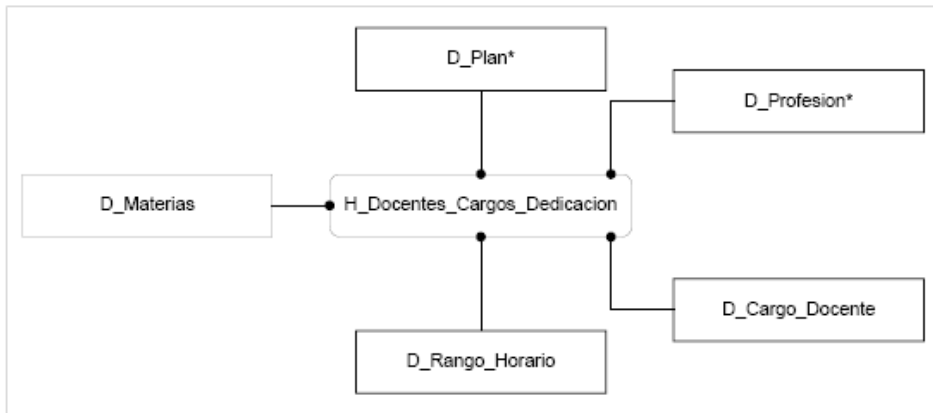 D_Plan*
D_Profesion*
D_Materias
H_Docentes_Cargos_Dedicacion
D_Cargo_Docente
D_Rango_Horario